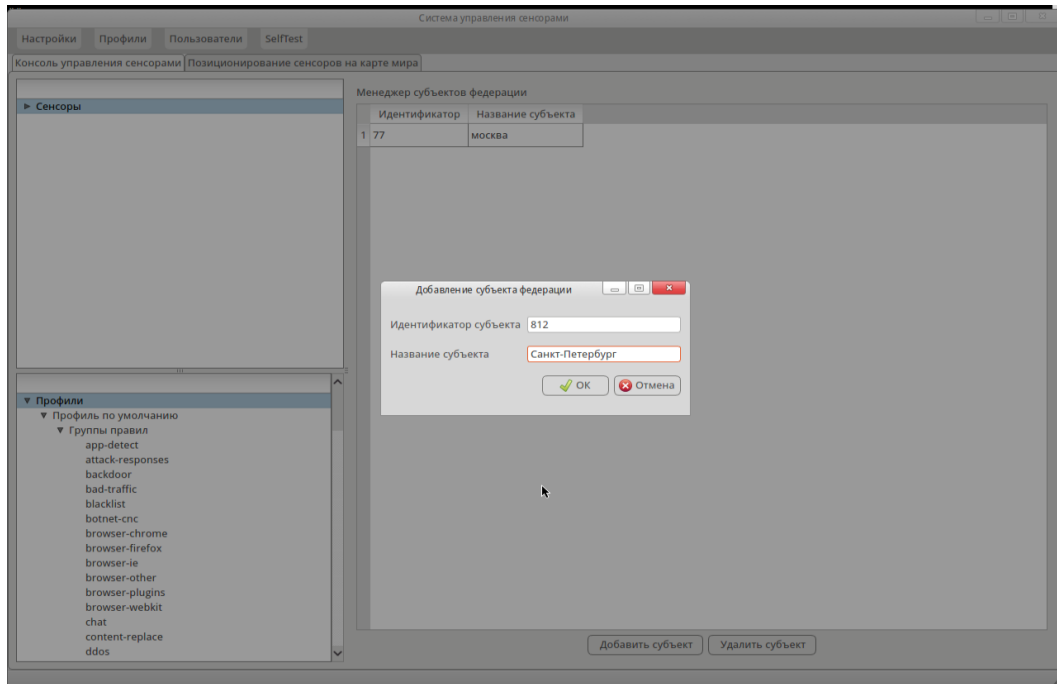 Система управления сенсорами
Настройки Профили Пользователи SelfTest
Консоль управления сенсорами Позиционирование сенсоров на карте мира
Сенсоры
Менеджер субъектов федерации
Идентификатор Название субъекта
1 77 москва
Добавление субъекта федерации
Идентификатор субъекта 812
Название субъекта Санкт-Петербург
ОК Отмена
Профили
Профиль по умолчанию
Группы правил
app-detect
attack-responses
backdoor
bad-traffic
blacklist
botnet-cnc
browser-chrome
browser-firefox
browser-ie
browser-other
browser-plugins
browser-webkit
chat
content-replace
ddos
Добавить субъект Удалить субъект